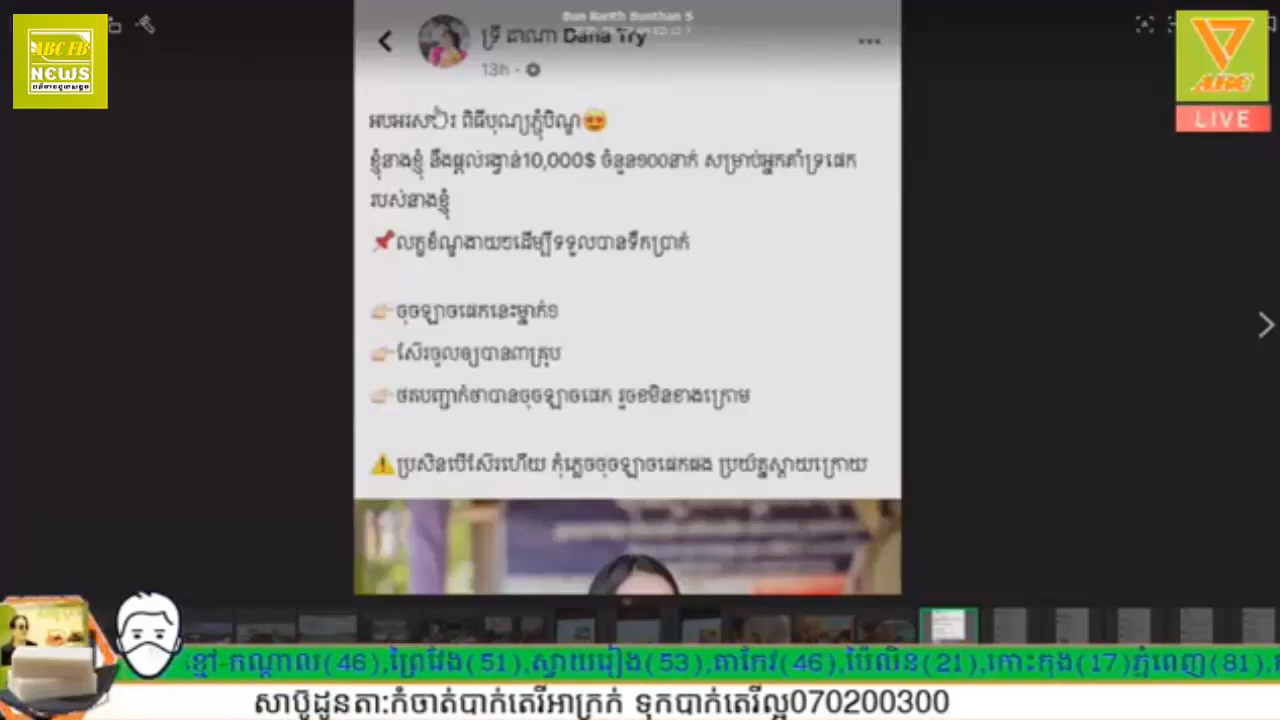 Bun Narith Bunthan 5
ABC FB
NEWS
ABC
LIVE
ទ្រី ដាណា Dana Try
13h
អបអរសាទរ ពិធីបុណ្យភ្ជុំបិណ្ឌ😍
ខ្ញុំនាងខ្ញុំ នឹងផ្ដល់រង្វាន់10,000$ ចំនួន១០០នាក់ សម្រាប់អ្នកគាំទ្រផេក
របស់នាងខ្ញុំ
📌លក្ខខ័ណ្ឌងាយៗដើម្បីទទួលបានទឹកប្រាក់
👉🏻ចុចឡាចផេកនេះម្នាក់១
👉🏻ស៊ែរចូលឲ្យបាន៣គ្រុប
👉🏻ថតបញ្ជាក់ថាបានចុចឡាចផេក រួចខមិនខាងក្រោម
⚠️ប្រសិនបើស៊ែរហើយ កុំភ្លេចចុចឡាចផេកផង ប្រយ័ត្នស្ដាយក្រោយ
ខ្មៅ-កណ្ដាល(46),ព្រៃវែង(51),ស្វាយរៀង(53),តាកែវ(46),ប៉ៃលិន(21),កោះកុង(17)ភ្នំពេញ(81)
សាប៊ូដូនតា:កំចាត់បាក់តេរីអាក្រក់ ទុកបាក់តេរីល្អ070200300